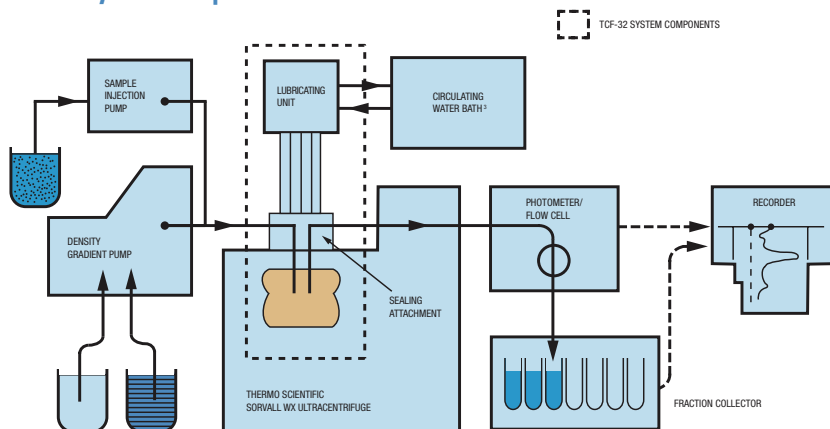 TCF-32 SYSTEM COMPONENTS
SAMPLE
INJECTION
PUMP
LUBRICATING
UNIT
CIRCULATING
WATER BATH³
DENSITY
GRADIENT PUMP
PHOTOMETER/
FLOW CELL
RECORDER
SEALING
ATTACHMENT
THERMO SCIENTIFIC
SORVALL WX ULTRACENTRIFUGE
FRACTION COLLECTOR